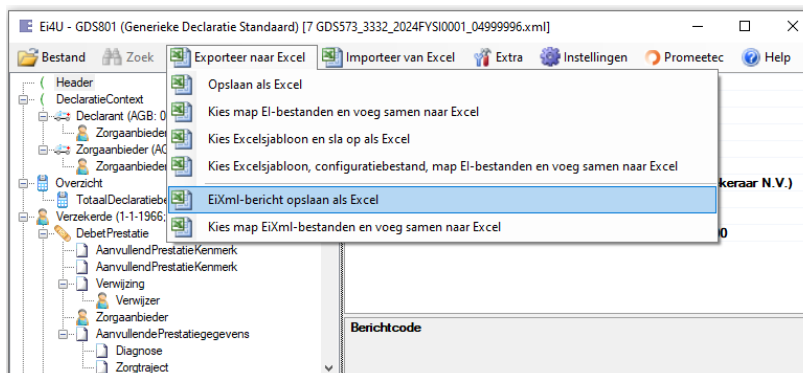 Ei4U - GDS801 (Generieke Declaratie Standaard) [7 GDS573_3332_2024FYSI0001_04999996.xml]
Bestand Zoek Exporteer naar Excel Importeer van Excel Extra Instellingen Promeetec Help
Header
DeclaratieContext
Declarant (AGB: 0
Zorgaanbieder
Zorgaanbieder (AG
Zorgaanbieder
Overzicht
TotaalDeclaratiebe
Verzekerde (1-1-1966;
DebetPrestatie
AanvullendPrestatieKenmerk
AanvullendPrestatieKenmerk
Verwijzing
Verwijzer
Zorgaanbieder
AanvullendePrestatiegegevens
Diagnose
Zorgtraject
Opslaan als Excel
Kies map EI-bestanden en voeg samen naar Excel
Kies Excelsjabloon en sla op als Excel
Kies Excelsjabloon, configuratiebestand, map EI-bestanden en voeg samen naar Excel
EiXml-bericht opslaan als Excel
Kies map EiXml-bestanden en voeg samen naar Excel
keraar N.V.)
0
Berichtcode